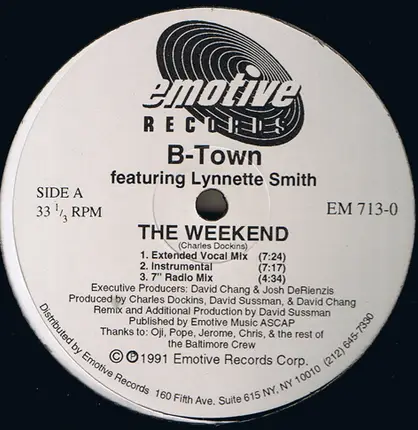 emotive
RECORDS
B-Town
featuring Lynnette Smith
SIDE A
33 1/3 RPM
EM 713-0
THE WEEKEND
(Charles Dockins)
1. Extended Vocal Mix (7:24)
2. Instrumental (7:17)
3. 7" Radio Mix (4:34)
Executive Producers: David Chang & Josh DeRienzis
Produced by Charles Dockins, David Sussman, & David Chang
Remix and Additional Production by David Sussman
Published by Emotive Music ASCAP
Thanks to: Oji, Pope, Jerome, Chris, & the rest of
the Baltimore Crew
© ℗ 1991 Emotive Records Corp.
Distributed by Emotive Records 160 Fifth Ave. Suite 615 NY, NY 10010 (212) 645-7330